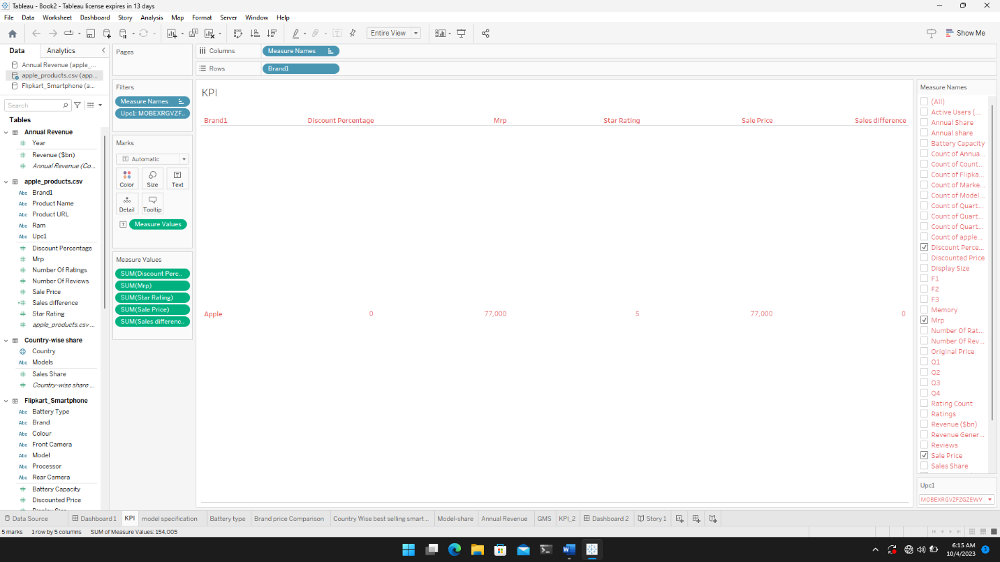 Tableau - Book2 - Tableau license expires in 13 days
File Data Worksheet Dashboard Story Analysis Map Format Server Window Help
Entire View
Show Me
Data Analytics
Annual Revenue (apple_...
apple_products.csv (app...
Flipkart_Smartphone (a...
Search
Tables
Annual Revenue
# Year
# Revenue ($bn)
# Annual Revenue (Co...
apple_products.csv
Abc Brand1
Abc Product Name
Abc Product URL
Abc Ram
Abc Upc1
# Discount Percentage
# Mrp
# Number Of Ratings
# Number Of Reviews
# Sale Price
=# Sales difference
# Star Rating
# apple_products.csv ...
Country-wise share
Country
Abc Models
# Sales Share
# Country-wise share ...
Flipkart_Smartphone
Abc Battery Type
Abc Brand
Abc Colour
Abc Front Camera
Abc Model
Abc Processor
Abc Rear Camera
# Battery Capacity
# Discounted Price
Pages
Filters
Measure Names
Upc1: MOBEXRGVZF..
Marks
Automatic
Color Size Text
Detail Tooltip
Measure Values
Measure Values
SUM(Discount Perc..
SUM(Mrp)
SUM(Star Rating)
SUM(Sale Price)
SUM(Sales differenc..
Columns Measure Names
Rows Brand1
KPI
Brand1 Discount Percentage Mrp Star Rating Sale Price Sales difference
Apple 0 77,000 5 77,000 0
Measure Names
(All)
Active Users (...
Annual Share
Annual share
Battery Capacity
Count of Annua...
Count of Count...
Count of Flipka...
Count of Marke...
Count of Model...
Count of Quart...
Count of Quart...
Count of Quart...
Count of apple...
Discount Perce...
Discounted Price
Display Size
F1
F2
F3
Memory
Mrp
Number Of Rat...
Number Of Rev...
Original Price
Q1
Q2
Q3
Q4
Rating Count
Ratings
Revenue ($bn)
Revenue Gener...
Reviews
Sale Price
Sales Share
Upc1
MOBEXRGVZFZGZEWV
Data Source Dashboard 1 KPI model specification Battery type Brand price Comparison Country Wise best selling smart... Model-share Annual Revenue GMS KPI_2 Dashboard 2 Story 1
5 marks 1 row by 5 columns SUM of Measure Values: 154,005
6:15 AM
10/4/2023
3